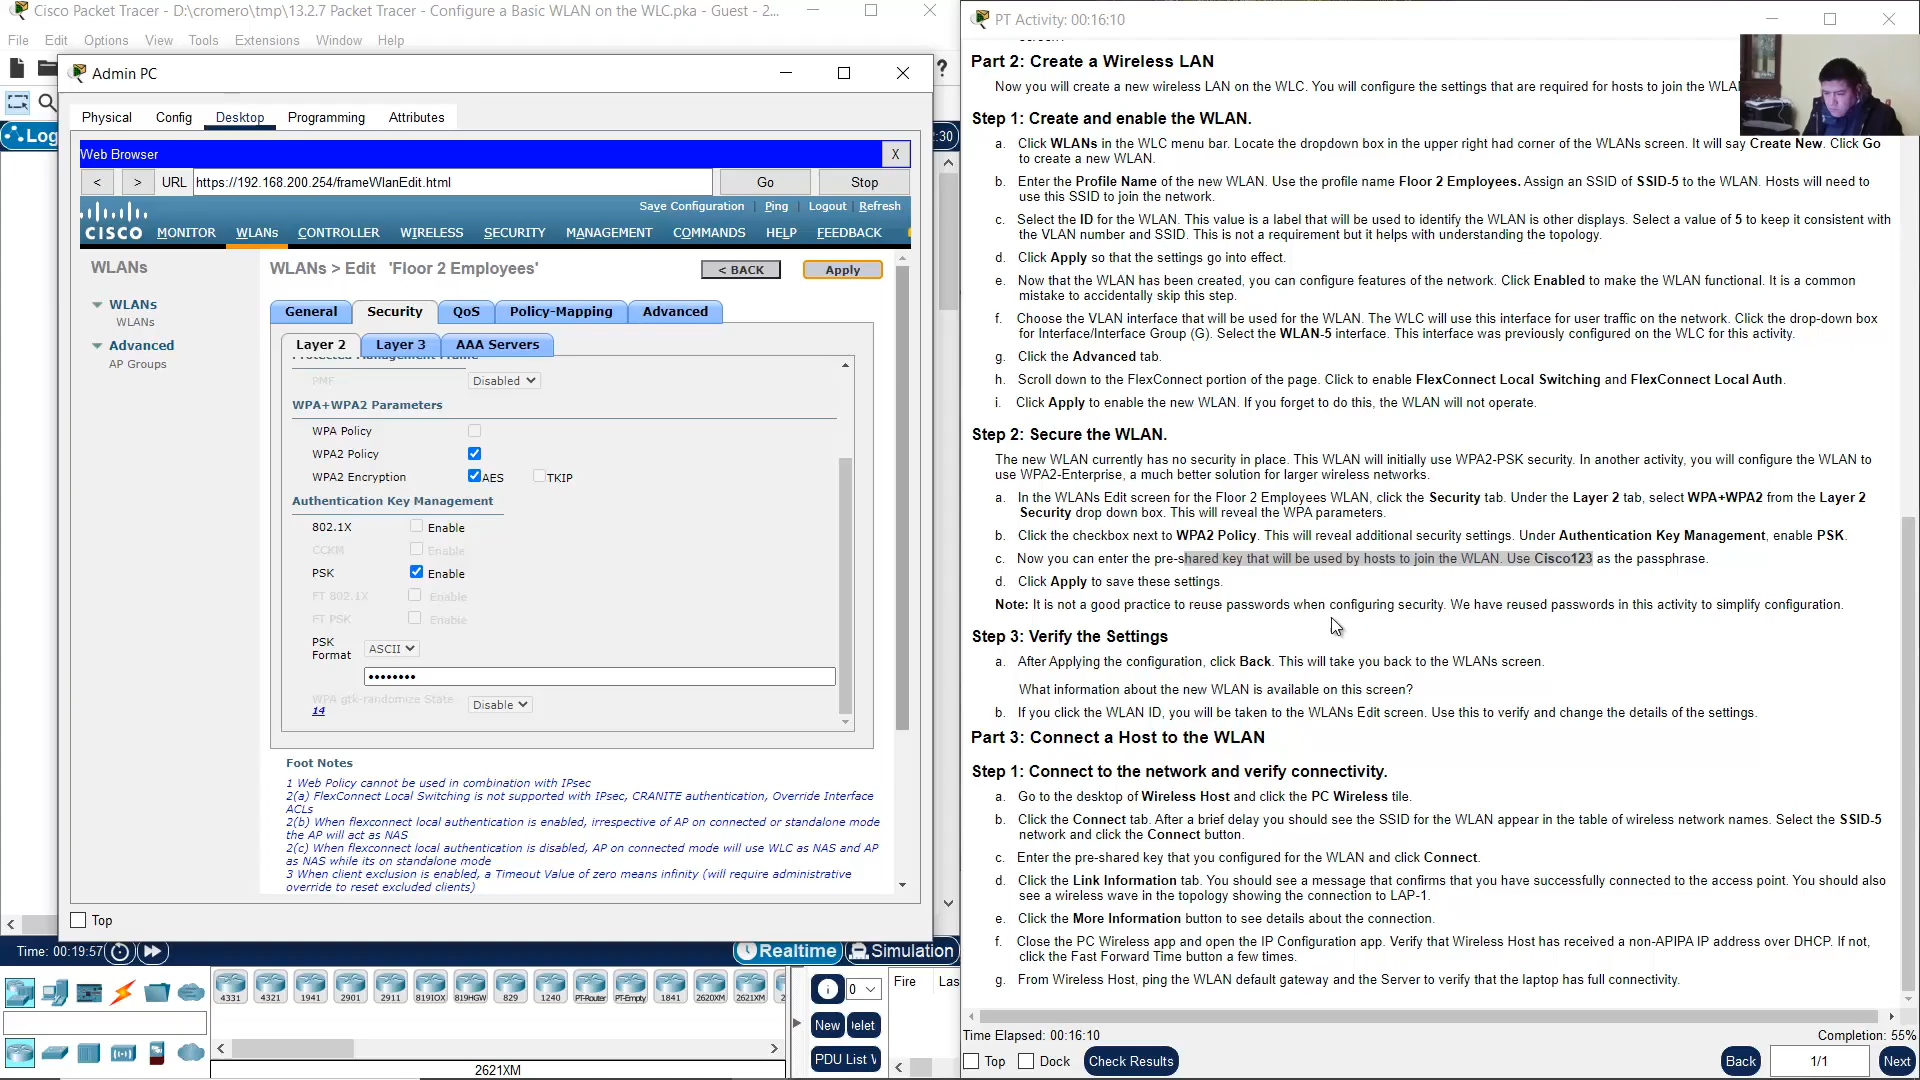 Cisco Packet Tracer - D:\cromero\tmp\13.2.7 Packet Tracer - Configure a Basic WLAN on the WLC.pka - Guest - 2...
File Edit Options View Tools Extensions Window Help
Admin PC
Physical Config Desktop Programming Attributes
Log
:30
Web Browser X
< > URL https://192.168.200.254/frameWlanEdit.html Go Stop
Save Configuration | Ping | Logout | Refresh
CISCO MONITOR WLANs CONTROLLER WIRELESS SECURITY MANAGEMENT COMMANDS HELP FEEDBACK
WLANs
WLANs
WLANs
Advanced
AP Groups
WLANs > Edit 'Floor 2 Employees' < BACK Apply
General Security QoS Policy-Mapping Advanced
Layer 2 Layer 3 AAA Servers
Protected Management Frame
PMF Disabled
WPA+WPA2 Parameters
WPA Policy
WPA2 Policy
WPA2 Encryption AES TKIP
Authentication Key Management
802.1X Enable
CCKM Enable
PSK Enable
FT 802.1X Enable
FT PSK Enable
PSK Format ASCII
••••••••
WPA gtk-randomize State Disable
14
Foot Notes
1 Web Policy cannot be used in combination with IPsec
2(a) FlexConnect Local Switching is not supported with IPsec, CRANITE authentication, Override Interface
ACLs
2(b) When flexconnect local authentication is enabled, irrespective of AP on connected or standalone mode
the AP will act as NAS
2(c) When flexconnect local authentication is disabled, AP on connected mode will use WLC as NAS and AP
as NAS while its on standalone mode
3 When client exclusion is enabled, a Timeout Value of zero means infinity (will require administrative
override to reset excluded clients)
Top
Time: 00:19:57 Realtime Simulation
4331 4321 1941 2901 2911 819IOX 819HGW 829 1240 PT-Router PT-Empty 1841 2620XM 2621XM 2
2621XM
0
New elet
PDU List V
Fire Las
PT Activity: 00:16:10
Part 2: Create a Wireless LAN
Now you will create a new wireless LAN on the WLC. You will configure the settings that are required for hosts to join the WLA
Step 1: Create and enable the WLAN.
a. Click WLANs in the WLC menu bar. Locate the dropdown box in the upper right had corner of the WLANs screen. It will say Create New. Click Go
to create a new WLAN.
b. Enter the Profile Name of the new WLAN. Use the profile name Floor 2 Employees. Assign an SSID of SSID-5 to the WLAN. Hosts will need to
use this SSID to join the network.
c. Select the ID for the WLAN. This value is a label that will be used to identify the WLAN is other displays. Select a value of 5 to keep it consistent with
the VLAN number and SSID. This is not a requirement but it helps with understanding the topology.
d. Click Apply so that the settings go into effect.
e. Now that the WLAN has been created, you can configure features of the network. Click Enabled to make the WLAN functional. It is a common
mistake to accidentally skip this step.
f. Choose the VLAN interface that will be used for the WLAN. The WLC will use this interface for user traffic on the network. Click the drop-down box
for Interface/Interface Group (G). Select the WLAN-5 interface. This interface was previously configured on the WLC for this activity.
g. Click the Advanced tab.
h. Scroll down to the FlexConnect portion of the page. Click to enable FlexConnect Local Switching and FlexConnect Local Auth.
i. Click Apply to enable the new WLAN. If you forget to do this, the WLAN will not operate.
Step 2: Secure the WLAN.
The new WLAN currently has no security in place. This WLAN will initially use WPA2-PSK security. In another activity, you will configure the WLAN to
use WPA2-Enterprise, a much better solution for larger wireless networks.
a. In the WLANs Edit screen for the Floor 2 Employees WLAN, click the Security tab. Under the Layer 2 tab, select WPA+WPA2 from the Layer 2
Security drop down box. This will reveal the WPA parameters.
b. Click the checkbox next to WPA2 Policy. This will reveal additional security settings. Under Authentication Key Management, enable PSK.
c. Now you can enter the pre-shared key that will be used by hosts to join the WLAN. Use Cisco123 as the passphrase.
d. Click Apply to save these settings.
Note: It is not a good practice to reuse passwords when configuring security. We have reused passwords in this activity to simplify configuration.
Step 3: Verify the Settings
a. After Applying the configuration, click Back. This will take you back to the WLANs screen.
What information about the new WLAN is available on this screen?
b. If you click the WLAN ID, you will be taken to the WLANs Edit screen. Use this to verify and change the details of the settings.
Part 3: Connect a Host to the WLAN
Step 1: Connect to the network and verify connectivity.
a. Go to the desktop of Wireless Host and click the PC Wireless tile.
b. Click the Connect tab. After a brief delay you should see the SSID for the WLAN appear in the table of wireless network names. Select the SSID-5
network and click the Connect button.
c. Enter the pre-shared key that you configured for the WLAN and click Connect.
d. Click the Link Information tab. You should see a message that confirms that you have successfully connected to the access point. You should also
see a wireless wave in the topology showing the connection to LAP-1.
e. Click the More Information button to see details about the connection.
f. Close the PC Wireless app and open the IP Configuration app. Verify that Wireless Host has received a non-APIPA IP address over DHCP. If not,
click the Fast Forward Time button a few times.
g. From Wireless Host, ping the WLAN default gateway and the Server to verify that the laptop has full connectivity.
Time Elapsed: 00:16:10 Completion: 55%
Top Dock Check Results Back 1/1 Next